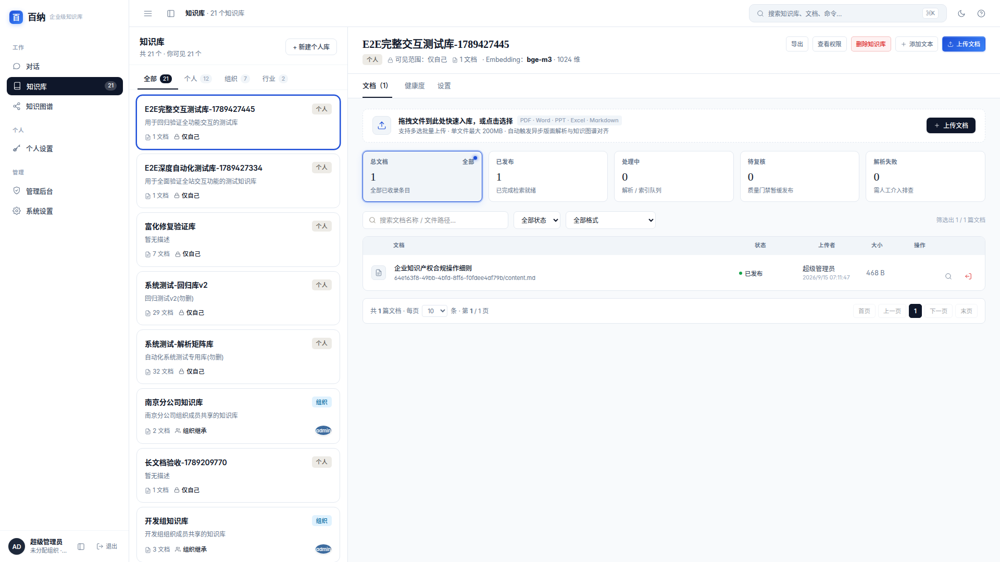 百 百纳 企业级知识库
工作
对话
知识库 21
知识图谱
个人
个人设置
管理
管理后台
系统设置
AD 超级管理员
未分配组织 ·...
退出
知识库 · 21 个知识库
搜索知识库、文档、命令... ⌘K
知识库
共 21 个 · 你可见 21 个
+ 新建个人库
全部 21 个人 12 组织 7 行业 2
E2E完整交互测试库-1789427445 个人
用于回归验证全功能交互的测试库
1 文档 仅自己
E2E深度自动化测试库-1789427334 个人
用于全面验证全站交互功能的测试知识库
1 文档 仅自己
富化修复验证库 个人
暂无描述
7 文档 仅自己
系统测试-回归库v2 个人
回归测试v2(勿删)
29 文档 仅自己
系统测试-解析矩阵库 个人
自动化系统测试专用库(勿删)
32 文档 仅自己
南京分公司知识库 组织
南京分公司组织成员共享的知识库
2 文档 组织继承 admin
长文档验收-1789209770 个人
暂无描述
1 文档 仅自己
开发组知识库 组织
开发组组织成员共享的知识库
3 文档 组织继承 admin
E2E完整交互测试库-1789427445
导出 查看权限 删除知识库 + 添加文本 上传文档
个人 可见范围：仅自己 1 文档 · Embedding：bge-m3 · 1024 维
文档（1） 健康度 设置
拖拽文件到此处快速入库，或点击选择 PDF · Word · PPT · Excel · Markdown
支持多选批量上传 · 单文件最大 200MB · 自动触发异步版面解析与知识图谱对齐
+ 上传文档
总文档 全部
1
全部已收录条目
已发布
1
已完成检索就绪
处理中
0
解析 / 索引队列
待复核
0
质量门禁暂缓发布
解析失败
0
需人工介入排查
搜索文档名称 / 文件路径... 全部状态 全部格式 筛选出 1 / 1 篇文档
文档 状态 上传者 大小 操作
企业知识产权合规操作细则
64e163f8-49bb-4bfd-8ff6-f0fdee4df79b/content.md
已发布
超级管理员
2026/9/15 07:11:47
468 B
共 1 篇文档 · 每页 10 条 · 第 1 / 1 页
首页 上一页 1 下一页 末页